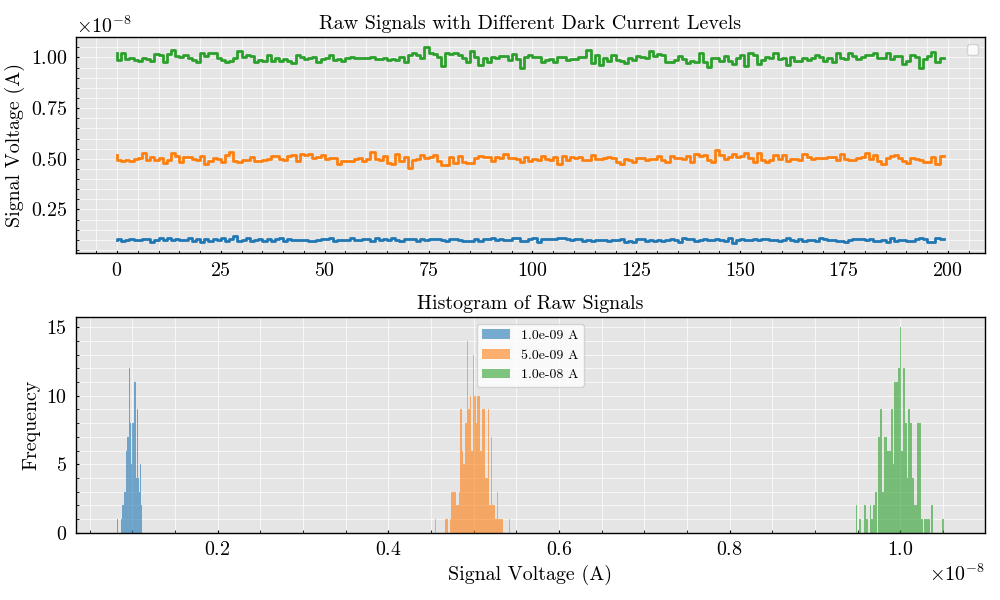 Raw Signals with Different Dark Current Levels
×10⁻⁸
1.00
0.75
0.50
0.25
Signal Voltage (A)
0 25 50 75 100 125 150 175 200
Histogram of Raw Signals
15
10
5
0
Frequency
1.0e-09 A
5.0e-09 A
1.0e-08 A
0.2 0.4 0.6 0.8 1.0
Signal Voltage (A)
×10⁻⁸